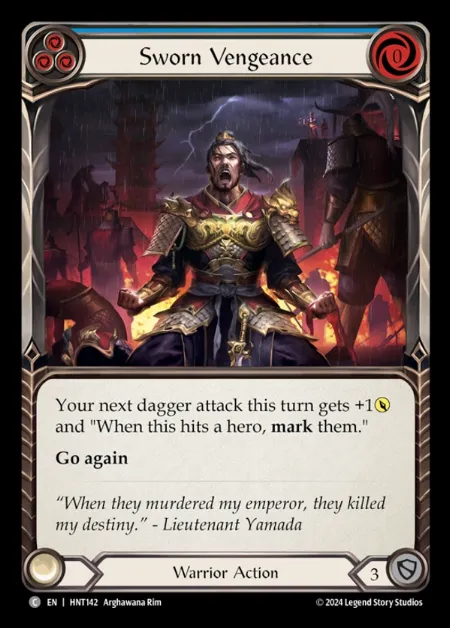 Sworn Vengeance
0
Your next dagger attack this turn gets +1
and "When this hits a hero, mark them."
Go again
“When they murdered my emperor, they killed
my destiny.” - Lieutenant Yamada
Warrior Action
3
C EN | HNT142 Arghawana Rim
© 2024 Legend Story Studios